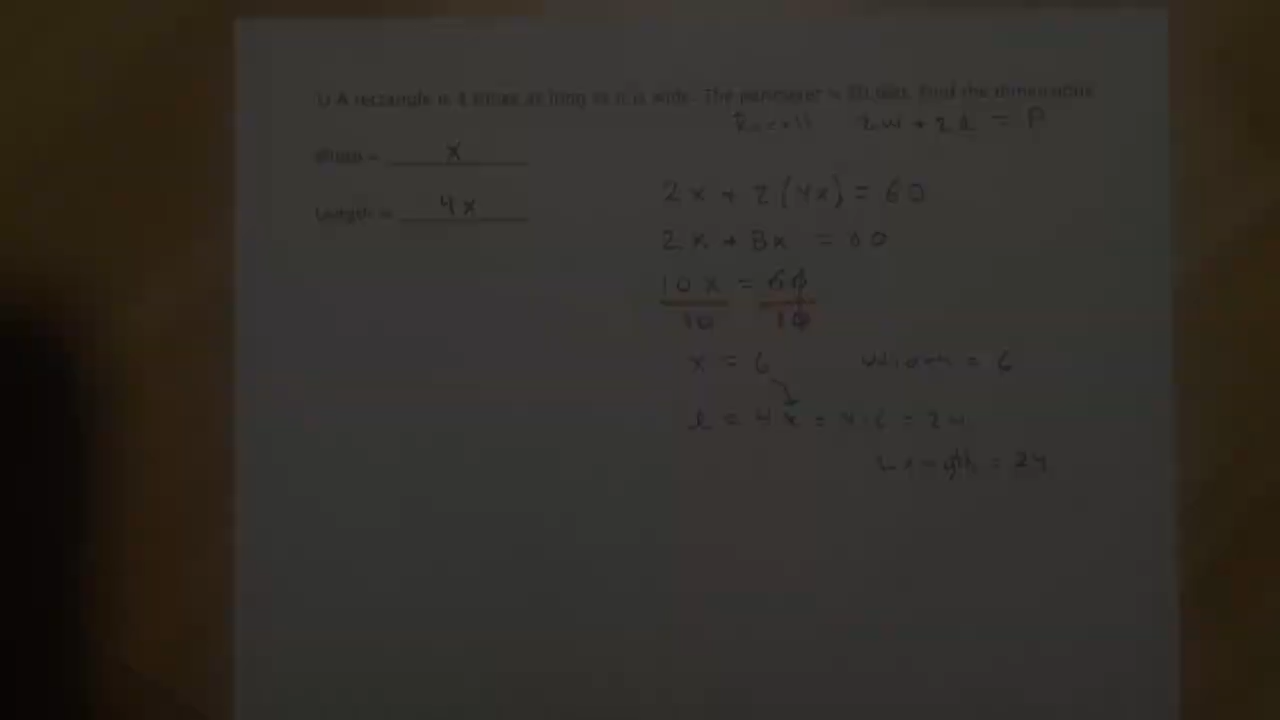 1) A rectangle is 4 times as long as it is wide. The perimeter = 60 feet. Find the dimensions.
Recall 2w + 2l = P
Width = x
2x + 2(4x) = 60
Length = 4x
2x + 8x = 60
10x = 60
10 10
x = 6 width = 6
l = 4x = 4·6 = 24
Length = 24